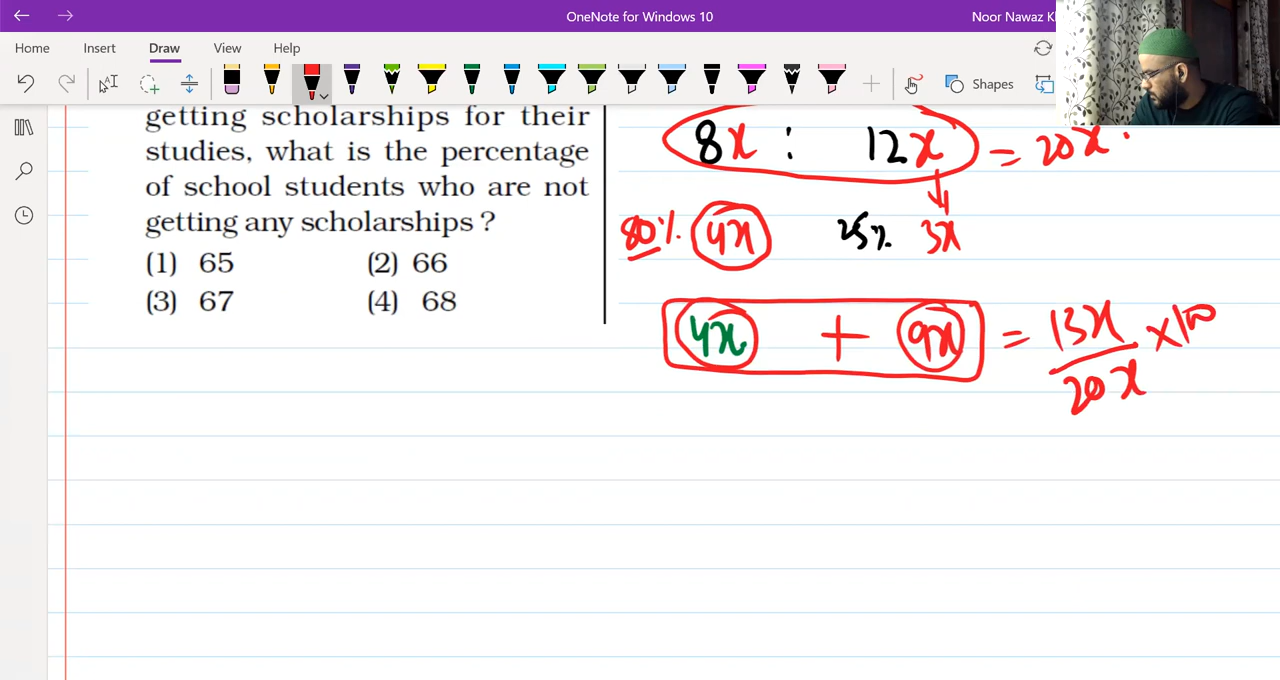 OneNote for Windows 10
Noor Nawaz Kh
Home Insert Draw View Help
Shapes
getting scholarships for their
studies, what is the percentage
of school students who are not
getting any scholarships ?
(1) 65 (2) 66
(3) 67 (4) 68
8x : 12x = 20x.
80% 4x 25% 3x
4x + 9x = 13x/20x × 100